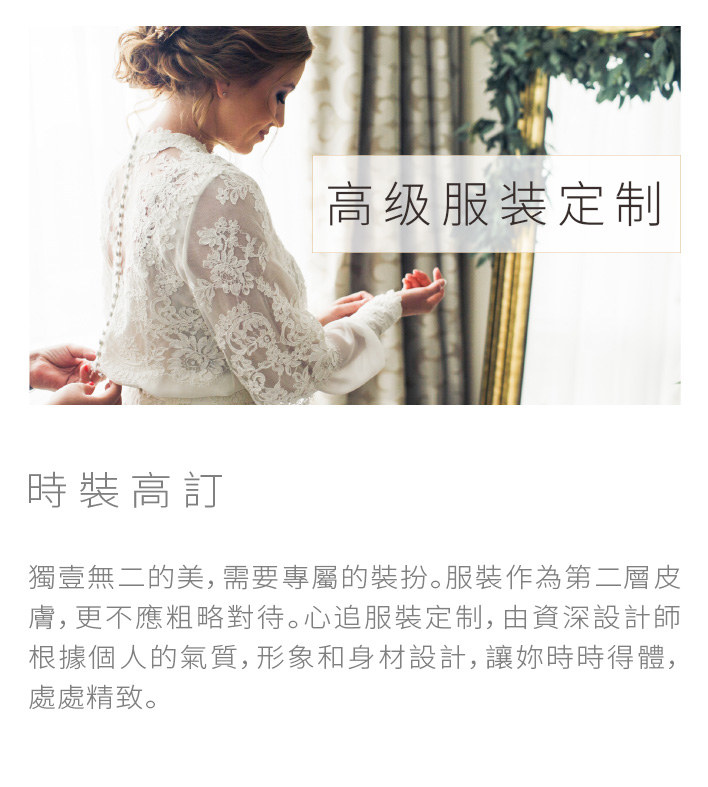 高级服装定制
時裝高訂
獨壹無二的美，需要專屬的裝扮。服裝作為第二層皮
膚，更不應粗略對待。心追服裝定制，由資深設計師
根據個人的氣質，形象和身材設計，讓妳時時得體，
處處精致。